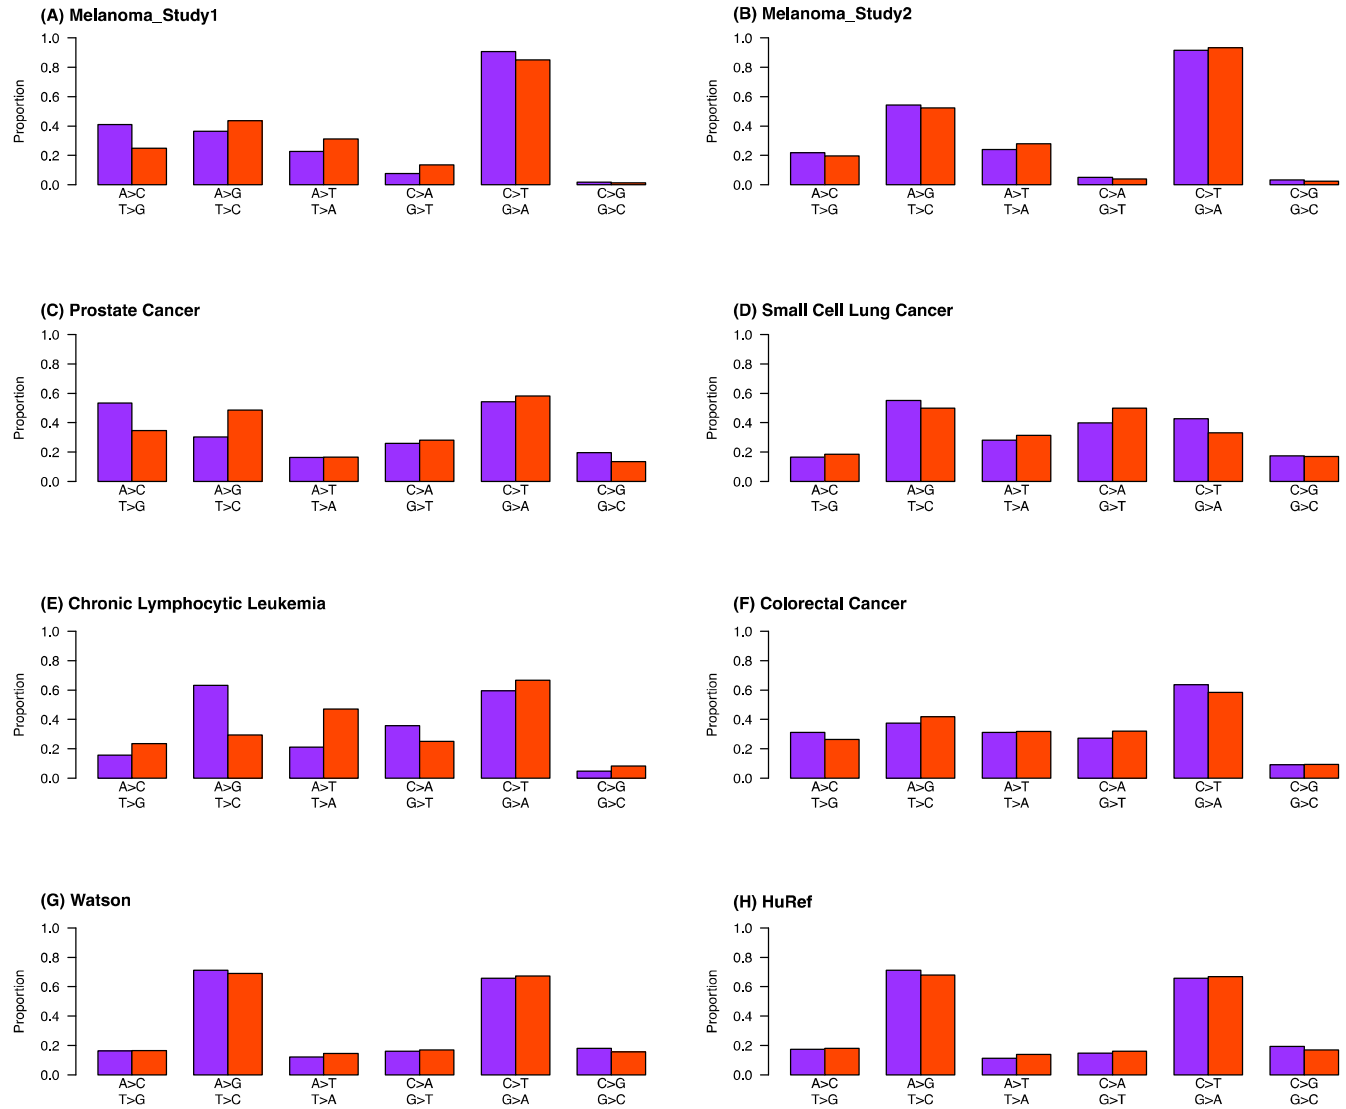 (A) Melanoma_Study1
1.0
0.8
0.6
0.4
0.2
0.0
Proportion
A>C A>G A>T C>A C>T C>G
T>G T>C T>A G>T G>A G>C
(B) Melanoma_Study2
1.0
0.8
0.6
0.4
0.2
0.0
Proportion
A>C A>G A>T C>A C>T C>G
T>G T>C T>A G>T G>A G>C
(C) Prostate Cancer
1.0
0.8
0.6
0.4
0.2
0.0
Proportion
A>C A>G A>T C>A C>T C>G
T>G T>C T>A G>T G>A G>C
(D) Small Cell Lung Cancer
1.0
0.8
0.6
0.4
0.2
0.0
Proportion
A>C A>G A>T C>A C>T C>G
T>G T>C T>A G>T G>A G>C
(E) Chronic Lymphocytic Leukemia
1.0
0.8
0.6
0.4
0.2
0.0
Proportion
A>C A>G A>T C>A C>T C>G
T>G T>C T>A G>T G>A G>C
(F) Colorectal Cancer
1.0
0.8
0.6
0.4
0.2
0.0
Proportion
A>C A>G A>T C>A C>T C>G
T>G T>C T>A G>T G>A G>C
(G) Watson
1.0
0.8
0.6
0.4
0.2
0.0
Proportion
A>C A>G A>T C>A C>T C>G
T>G T>C T>A G>T G>A G>C
(H) HuRef
1.0
0.8
0.6
0.4
0.2
0.0
Proportion
A>C A>G A>T C>A C>T C>G
T>G T>C T>A G>T G>A G>C